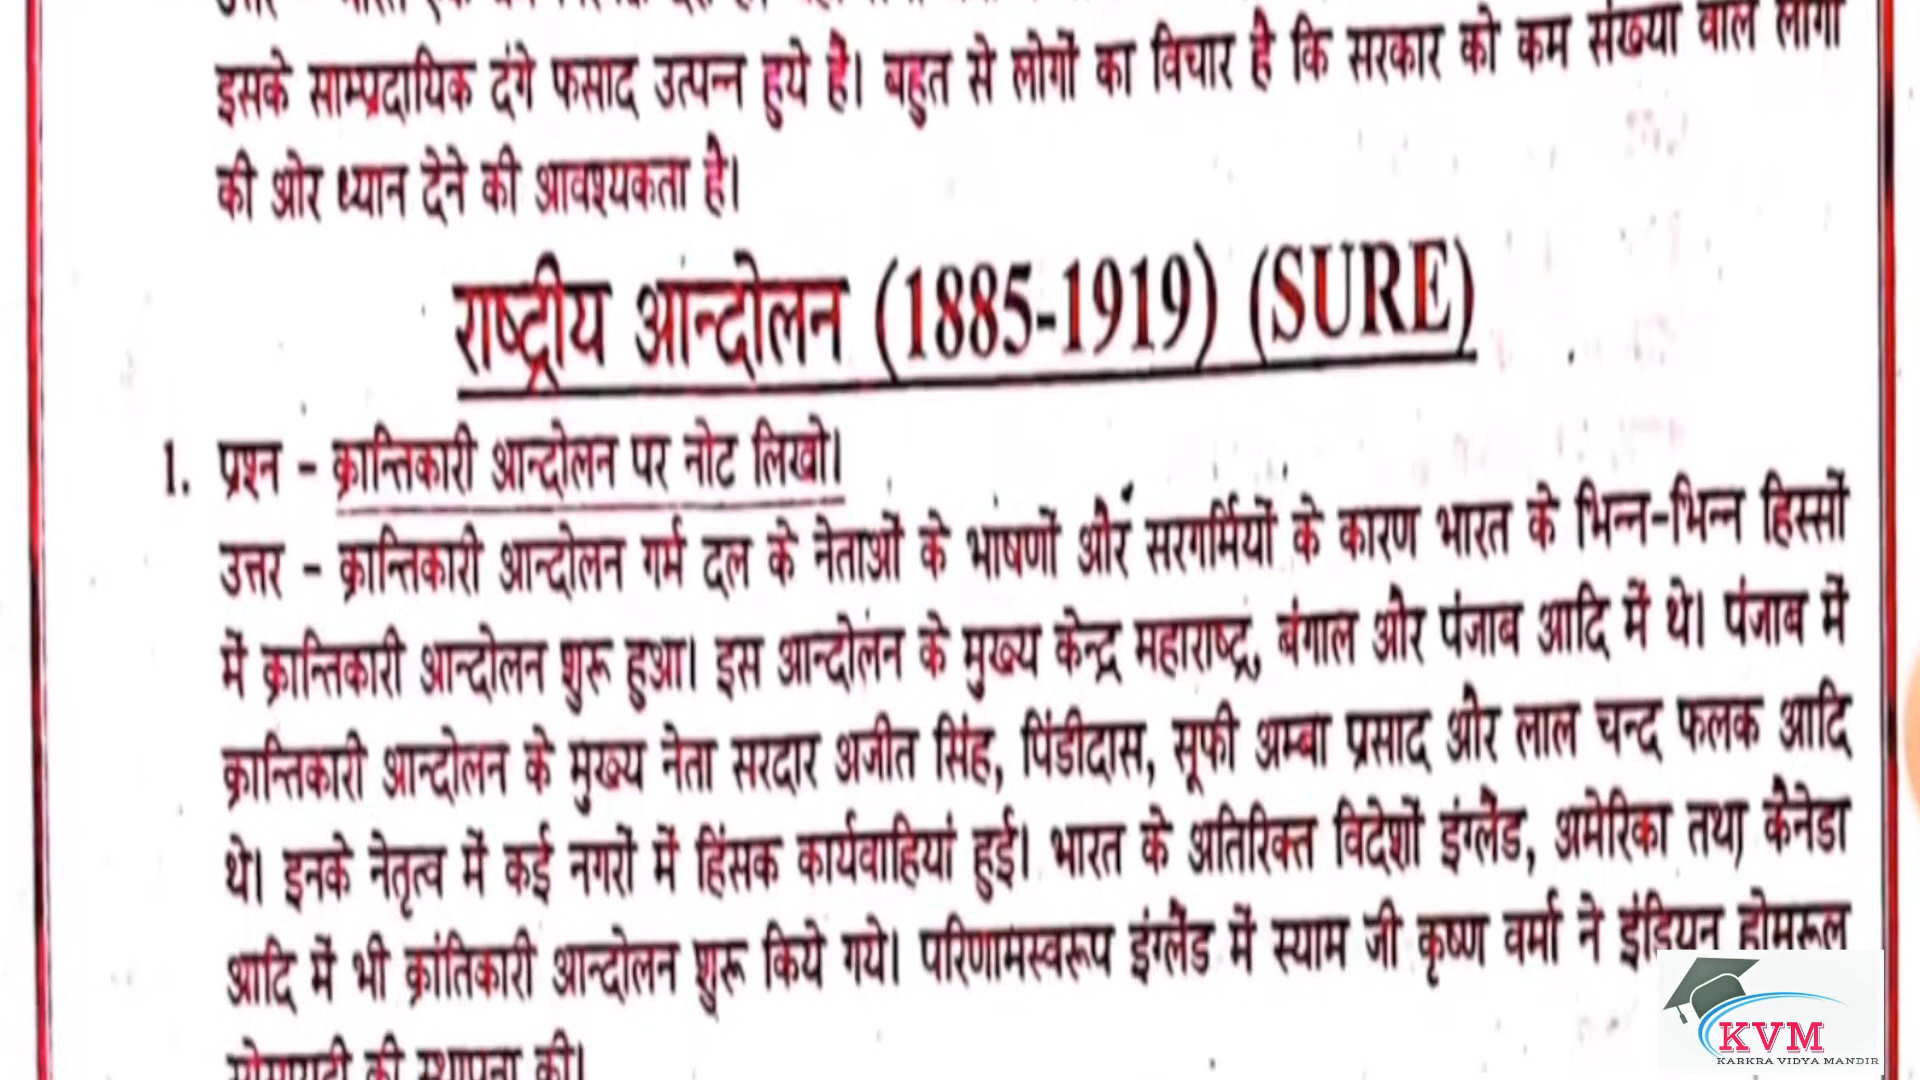 इसके साम्प्रदायिक दंगे फसाद उत्पन्न हुये है। बहुत से लोगों का विचार है कि सरकार को कम संख्या वाले लोगों
की ओर ध्यान देने की आवश्यकता है।
राष्ट्रीय आन्दोलन (1885-1919) (SURE)
1. प्रश्न - क्रान्तिकारी आन्दोलन पर नोट लिखो।
उत्तर - क्रान्तिकारी आन्दोलन गर्म दल के नेताओं के भाषणों और सरगर्मियों के कारण भारत के भिन्न-भिन्न हिस्सों
में क्रान्तिकारी आन्दोलन शुरू हुआ। इस आन्दोलन के मुख्य केन्द्र महाराष्ट्र, बंगाल और पंजाब आदि में थे। पंजाब में
क्रान्तिकारी आन्दोलन के मुख्य नेता सरदार अजीत सिंह, पिंडीदास, सूफी अम्बा प्रसाद और लाल चन्द फलक आदि
थे। इनके नेतृत्व में कई नगरों में हिंसक कार्यवाहियां हुई। भारत के अतिरिक्त विदेशों इंग्लैंड, अमेरिका तथा कैनेडा
आदि में भी क्रांतिकारी आन्दोलन शुरू किये गये। परिणामस्वरूप इंग्लैंड में स्याम जी कृष्ण वर्मा ने इंडियन होमरूल
की स्थापना की।
KVM
KARKRA VIDYA MANDIR